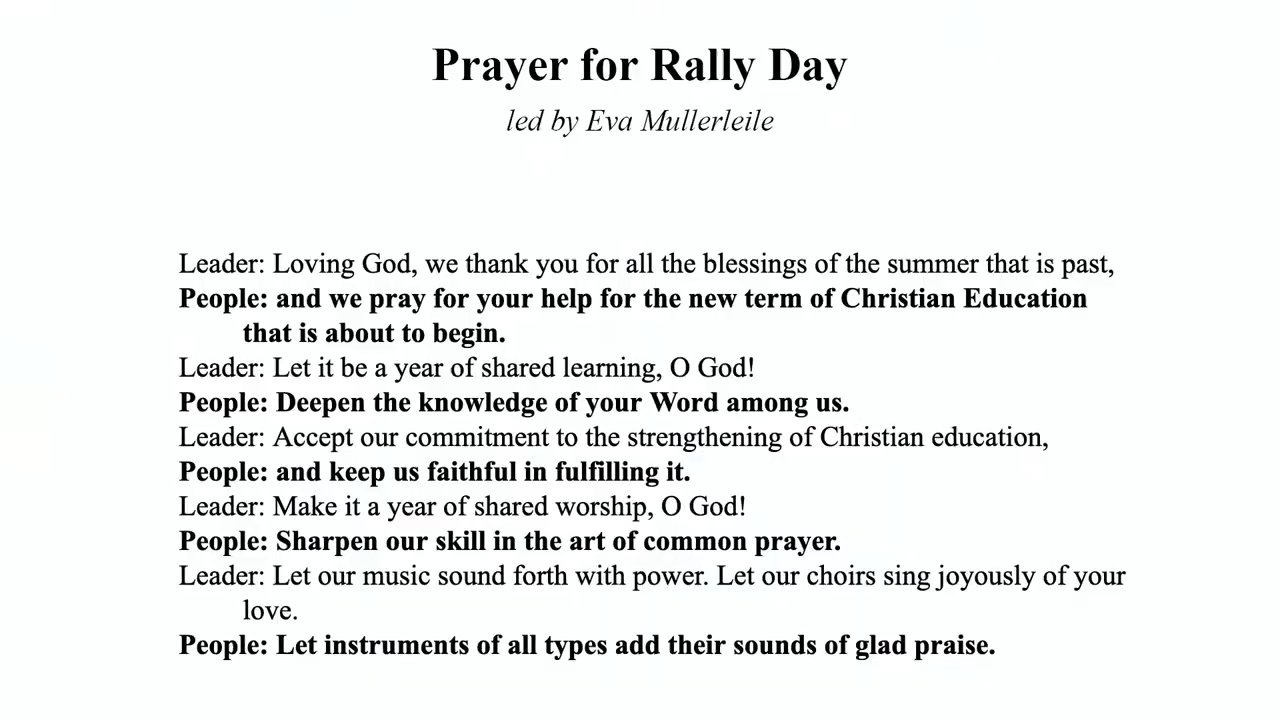 Prayer for Rally Day
led by Eva Mullerleile
Leader: Loving God, we thank you for all the blessings of the summer that is past,
People: and we pray for your help for the new term of Christian Education
that is about to begin.
Leader: Let it be a year of shared learning, O God!
People: Deepen the knowledge of your Word among us.
Leader: Accept our commitment to the strengthening of Christian education,
People: and keep us faithful in fulfilling it.
Leader: Make it a year of shared worship, O God!
People: Sharpen our skill in the art of common prayer.
Leader: Let our music sound forth with power. Let our choirs sing joyously of your
love.
People: Let instruments of all types add their sounds of glad praise.